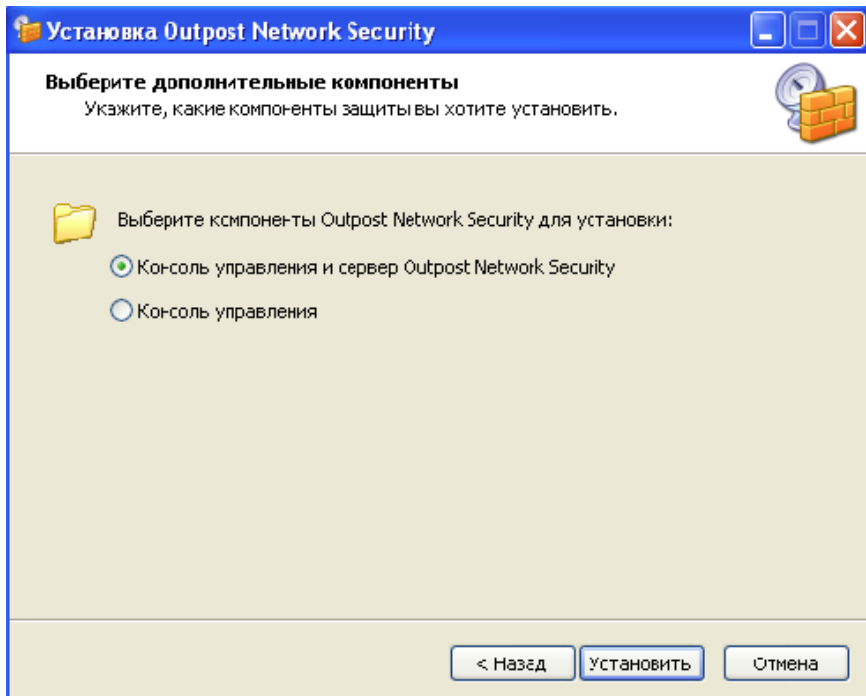 Установка Outpost Network Security
Выберите дополнительные компоненты
Укажите, какие компоненты защиты вы хотите установить.
Выберите компоненты Outpost Network Security для установки:
Консоль управления и сервер Outpost Network Security
Консоль управления
< Назад
Установить
Отмена